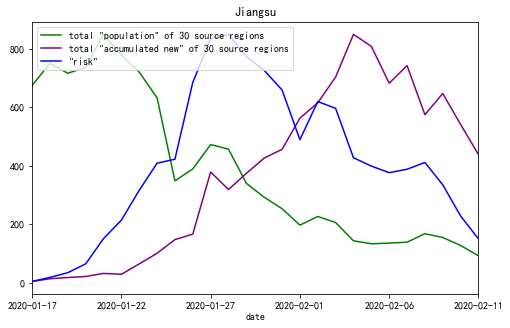 Jiangsu
total "population" of 30 source regions
total "accumulated new" of 30 source regions
"risk"
800
600
400
200
0
2020-01-17 2020-01-22 2020-01-27 2020-02-01 2020-02-06 2020-02-11
date